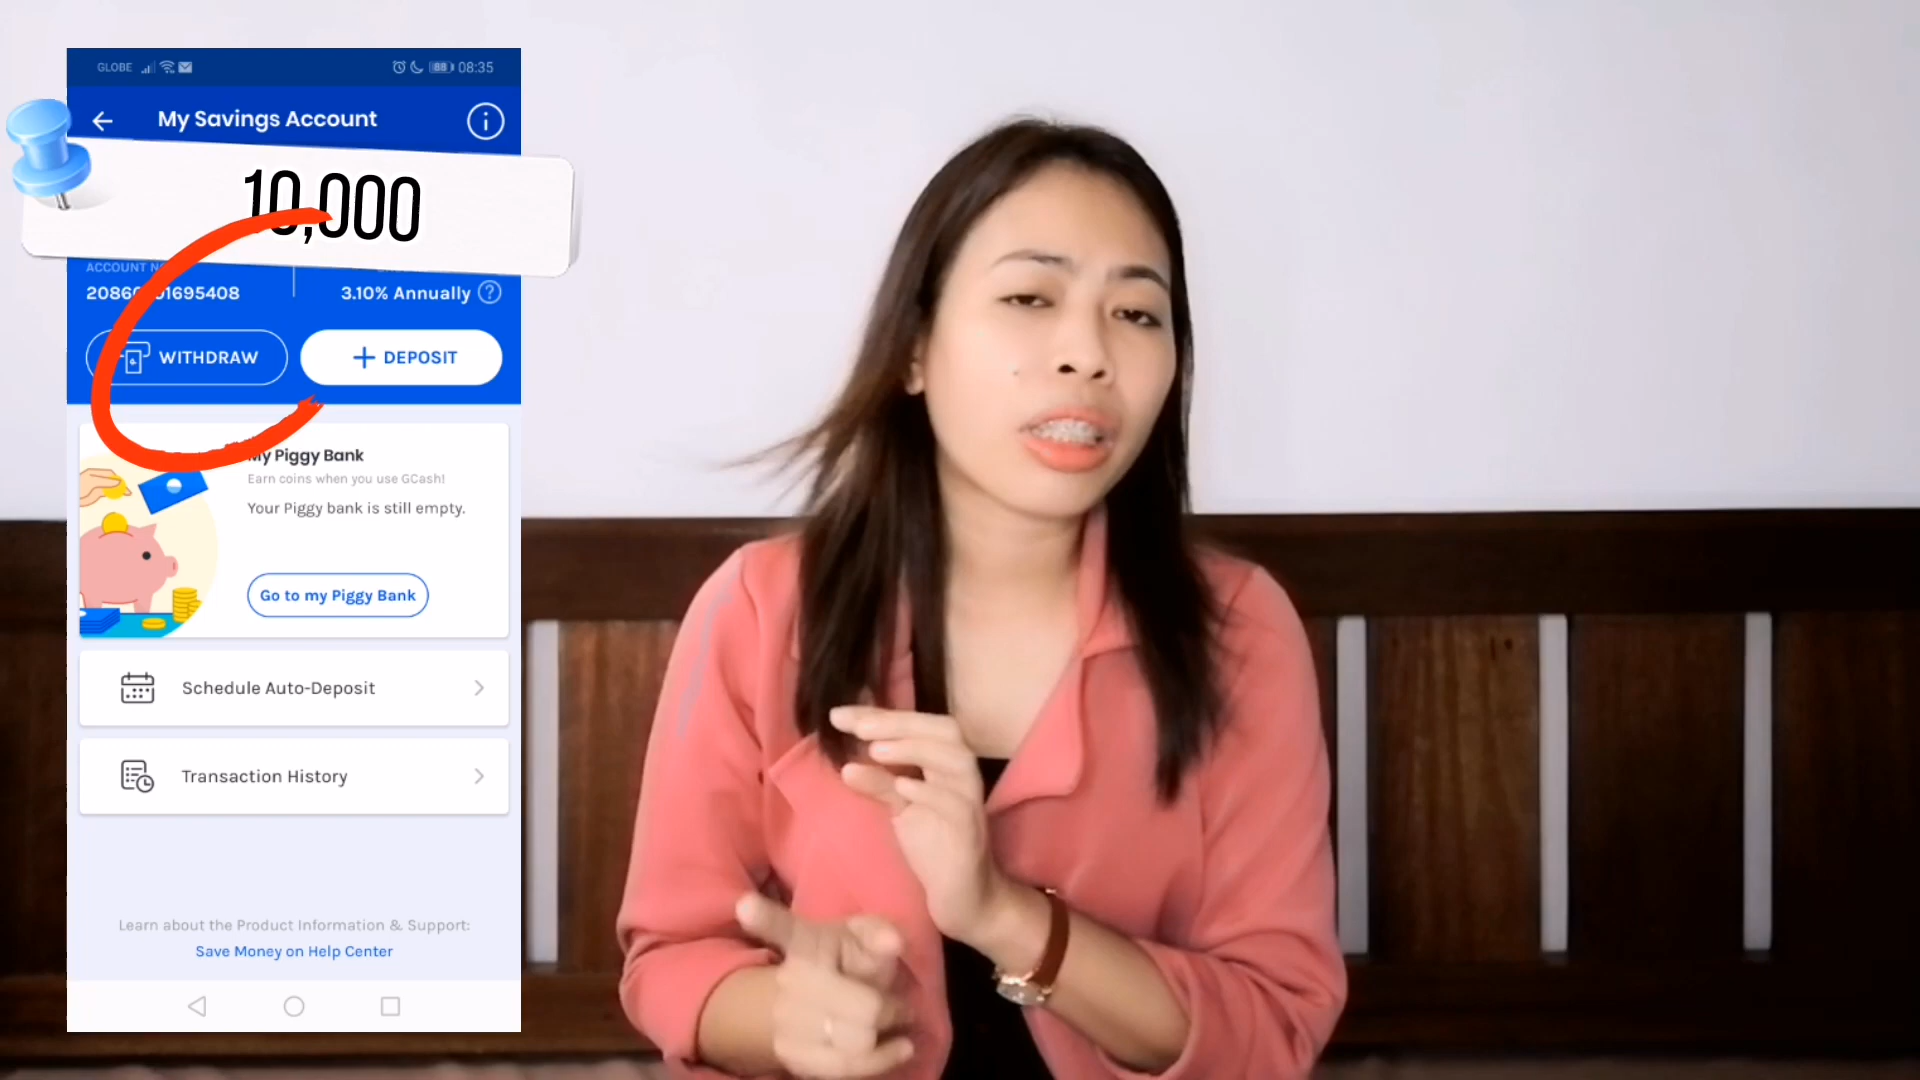 GLOBE 88 08:35
My Savings Account
10,000
3.10% Annually
WITHDRAW
DEPOSIT
My Piggy Bank
Earn coins when you use GCash!
Your Piggy bank is still empty.
Go to my Piggy Bank
Schedule Auto-Deposit
Transaction History
Learn about the Product Information & Support:
Save Money on Help Center